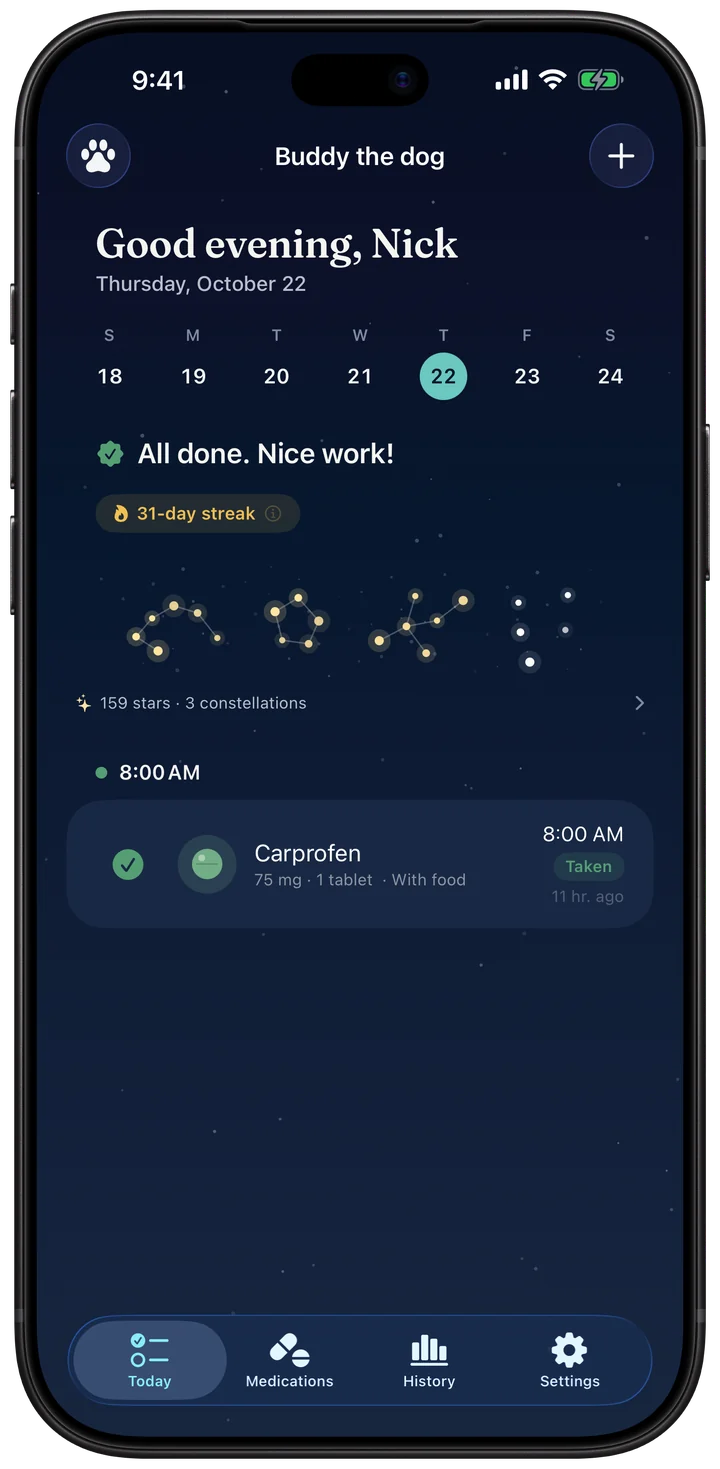 9:41
Buddy the dog
Good evening, Nick
Thursday, October 22
S M T W T F S
18 19 20 21 22 23 24
All done. Nice work!
31-day streak
159 stars · 3 constellations
8:00 AM
Carprofen
75 mg · 1 tablet · With food
8:00 AM
Taken
11 hr. ago
Today Medications History Settings